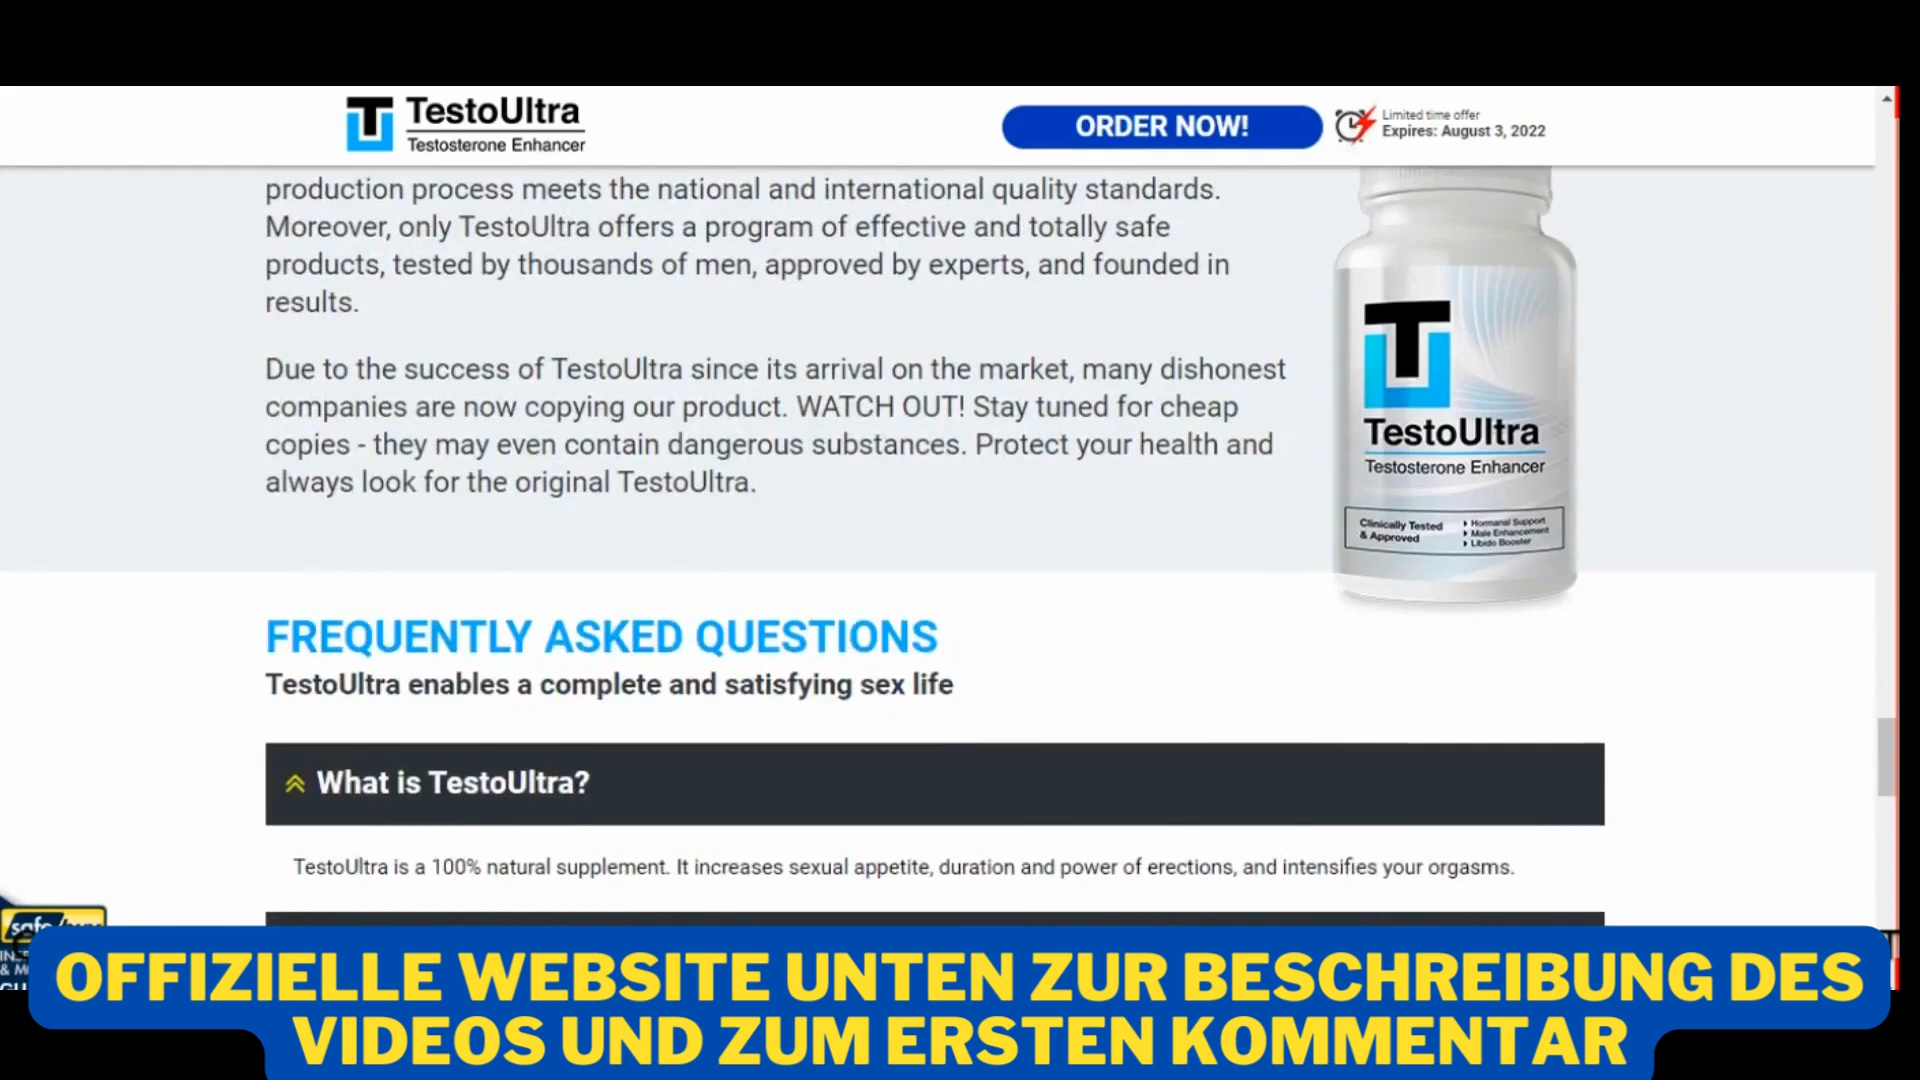 TestoUltra
Testosterone Enhancer
ORDER NOW!
Limited time offer
Expires: August 3, 2022
production process meets the national and international quality standards.
Moreover, only TestoUltra offers a program of effective and totally safe
products, tested by thousands of men, approved by experts, and founded in
results.
Due to the success of TestoUltra since its arrival on the market, many dishonest
companies are now copying our product. WATCH OUT! Stay tuned for cheap
copies - they may even contain dangerous substances. Protect your health and
always look for the original TestoUltra.
TestoUltra
Testosterone Enhancer
Clinically Tested
& Approved
Hormanal Support
Male Enhancement
Libido Booster
FREQUENTLY ASKED QUESTIONS
TestoUltra enables a complete and satisfying sex life
What is TestoUltra?
TestoUltra is a 100% natural supplement. It increases sexual appetite, duration and power of erections, and intensifies your orgasms.
OFFIZIELLE WEBSITE UNTEN ZUR BESCHREIBUNG DES
VIDEOS UND ZUM ERSTEN KOMMENTAR